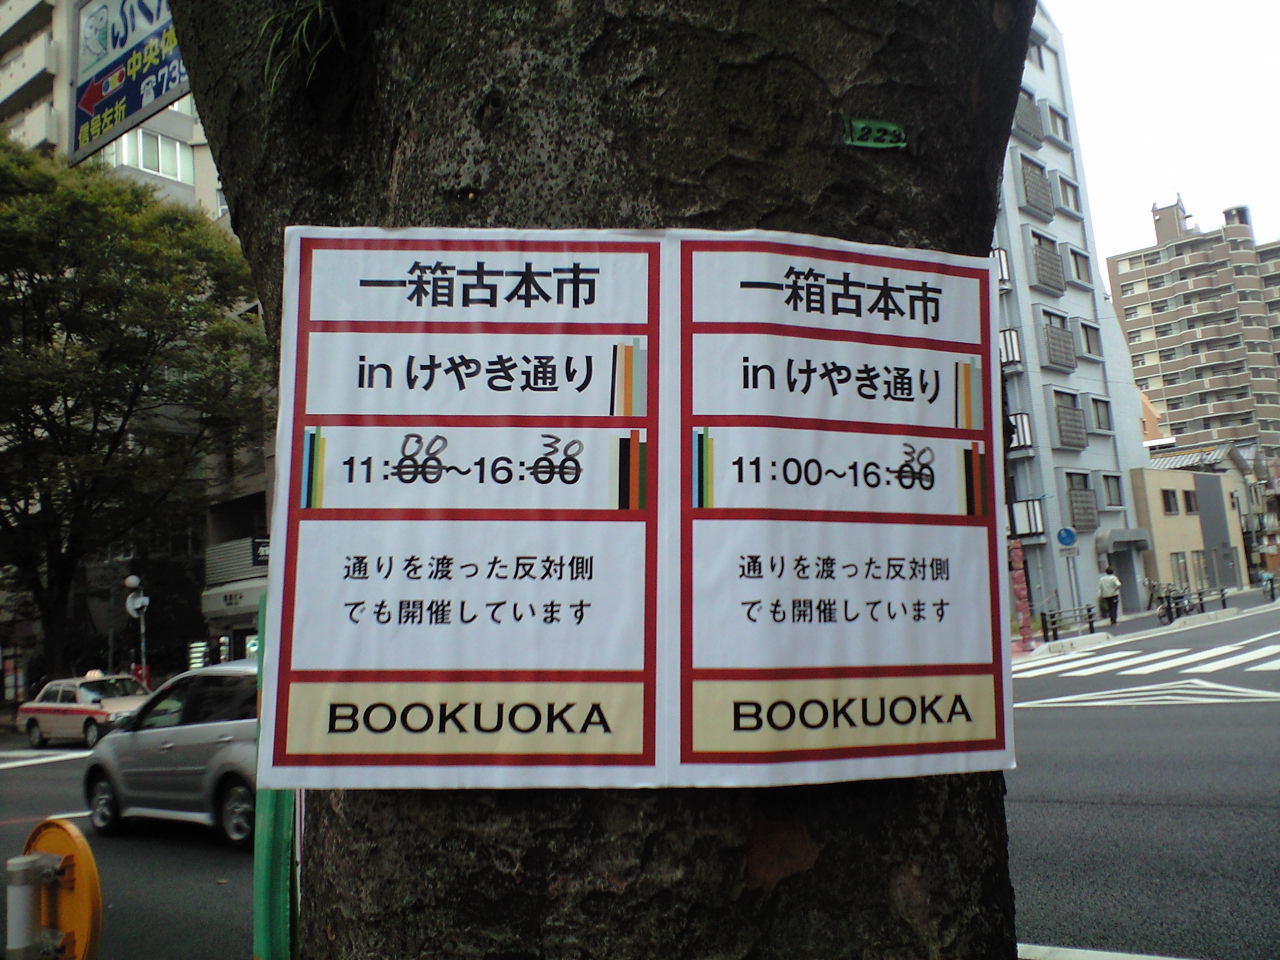 中央体
☎739
信号左折
223
一箱古本市
in けやき通り
00 30
11:00~16:00
通りを渡った反対側
でも開催しています
BOOKUOKA
一箱古本市
in けやき通り
30
11:00~16:00
通りを渡った反対側
でも開催しています
BOOKUOKA